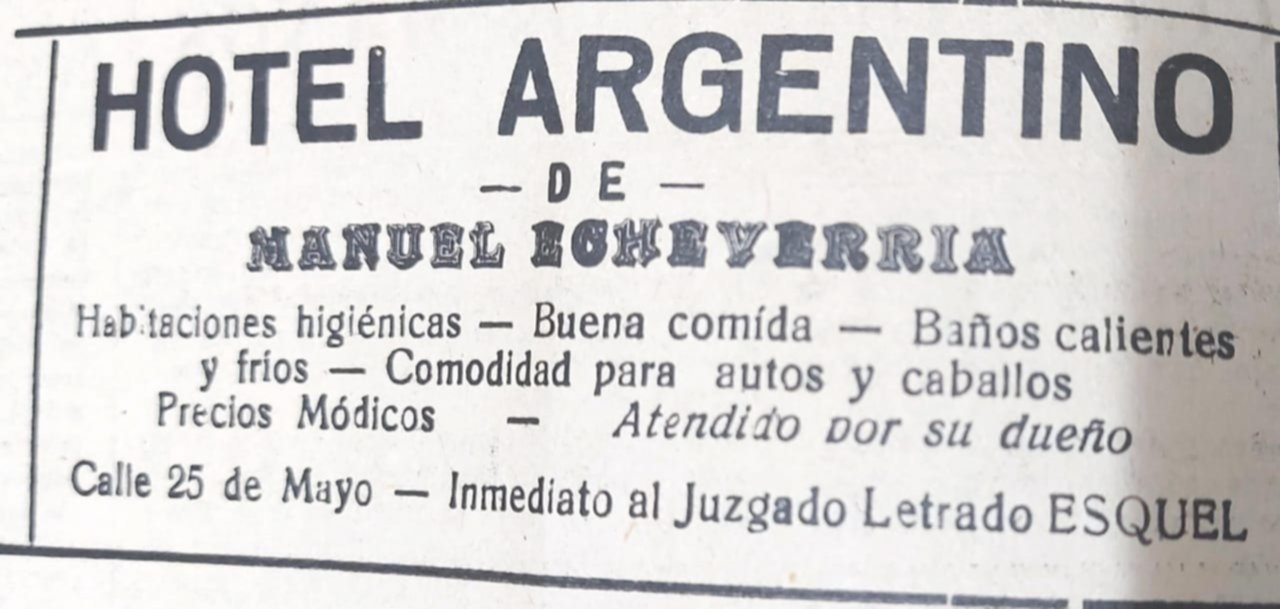 HOTEL ARGENTINO
— DE —
MANUEL ECHEVERRIA
Habitaciones higiénicas — Buena comída — Baños calientes
y fríos — Comodidad para autos y caballos
Precios Módicos — Atendido por su dueño
Calle 25 de Mayo — Inmediato al Juzgado Letrado ESQUEL